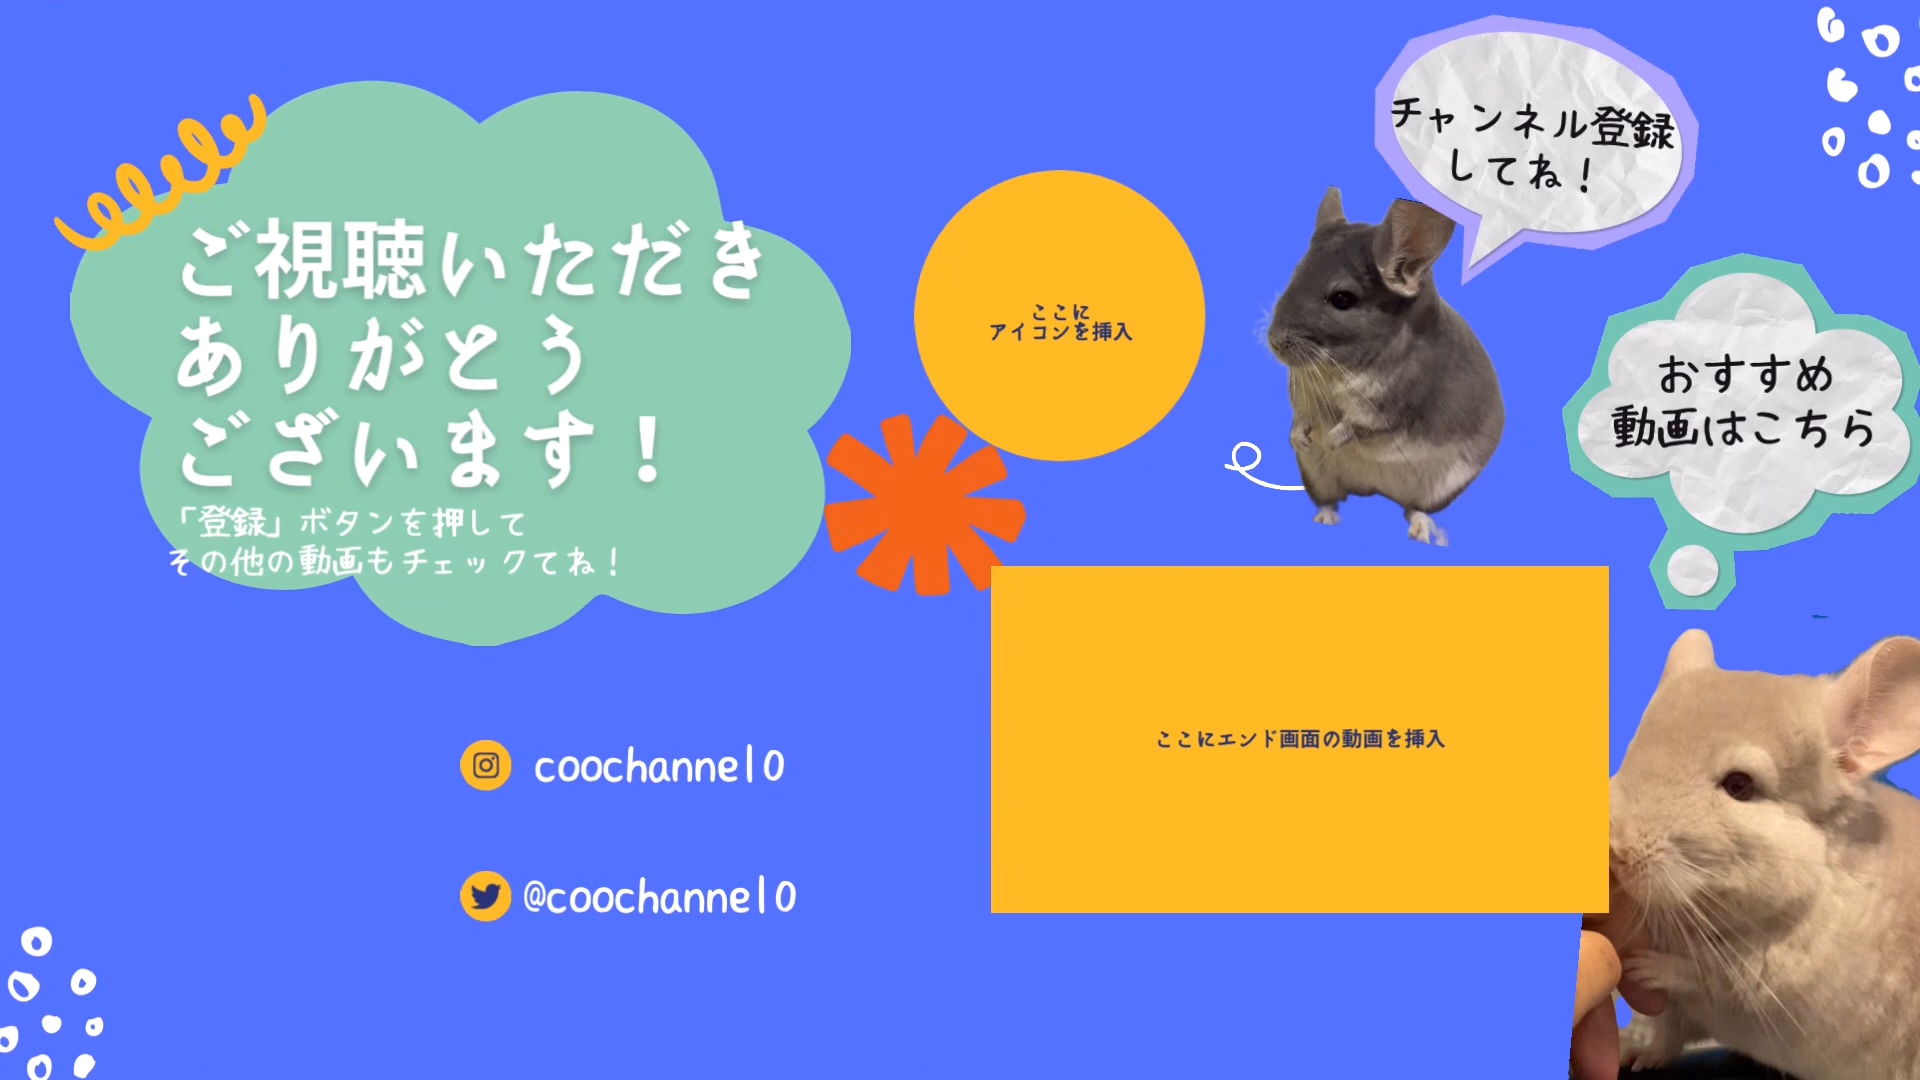 ご視聴いただき
ありがとう
ございます!
「登録」ボタンを押して
その他の動画もチェックてね!
ここに
アイコンを挿入
チャンネル登録
してね!
おすすめ
動画はこちら
ここにエンド画面の動画を挿入
coochannel0
@coochannel0